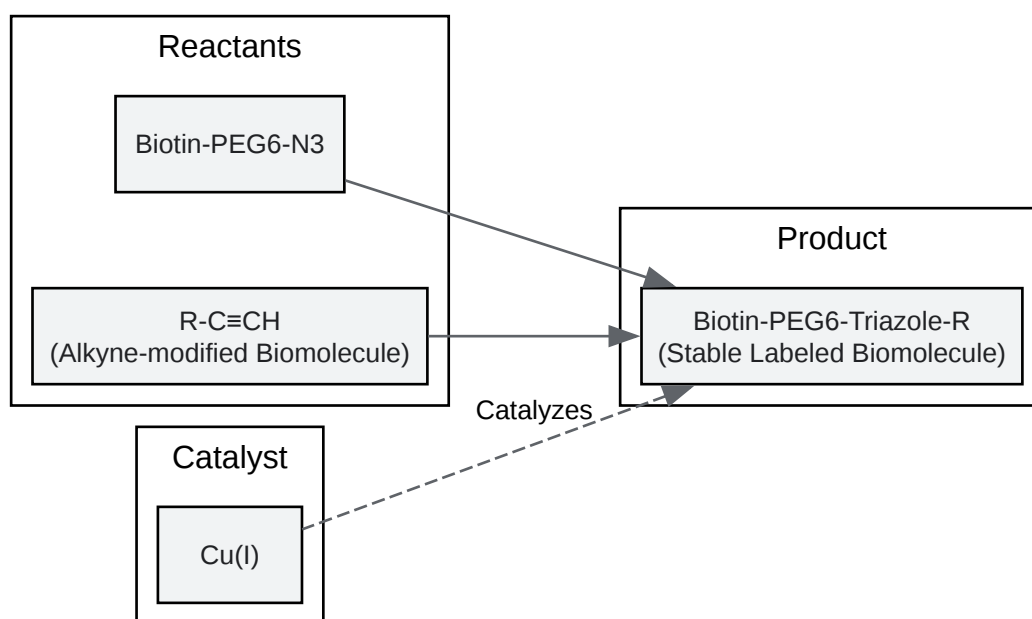 Reactants
Biotin-PEG6-N3
R-C≡CH
(Alkyne-modified Biomolecule)
Product
Biotin-PEG6-Triazole-R
(Stable Labeled Biomolecule)
Catalyzes
Catalyst
Cu(I)